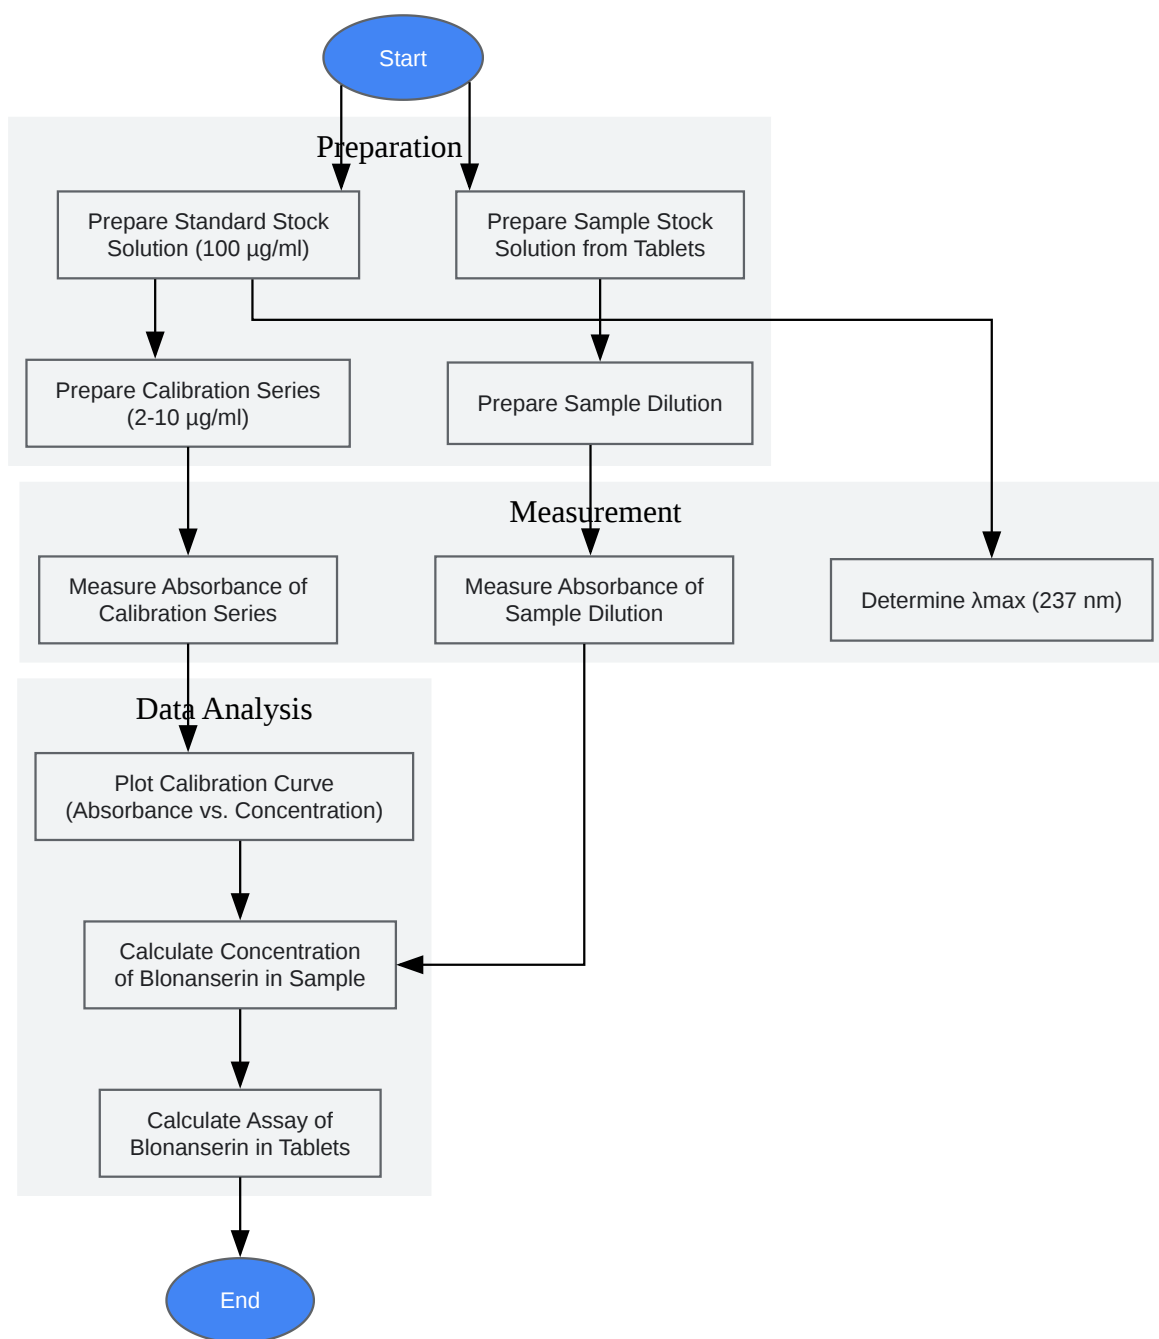 Start
Preparation
Prepare Standard Stock
Solution (100 µg/ml)
Prepare Sample Stock
Solution from Tablets
Prepare Calibration Series
(2-10 µg/ml)
Prepare Sample Dilution
Measurement
Measure Absorbance of
Calibration Series
Measure Absorbance of
Sample Dilution
Determine λmax (237 nm)
Data Analysis
Plot Calibration Curve
(Absorbance vs. Concentration)
Calculate Concentration
of Blonanserin in Sample
Calculate Assay of
Blonanserin in Tablets
End